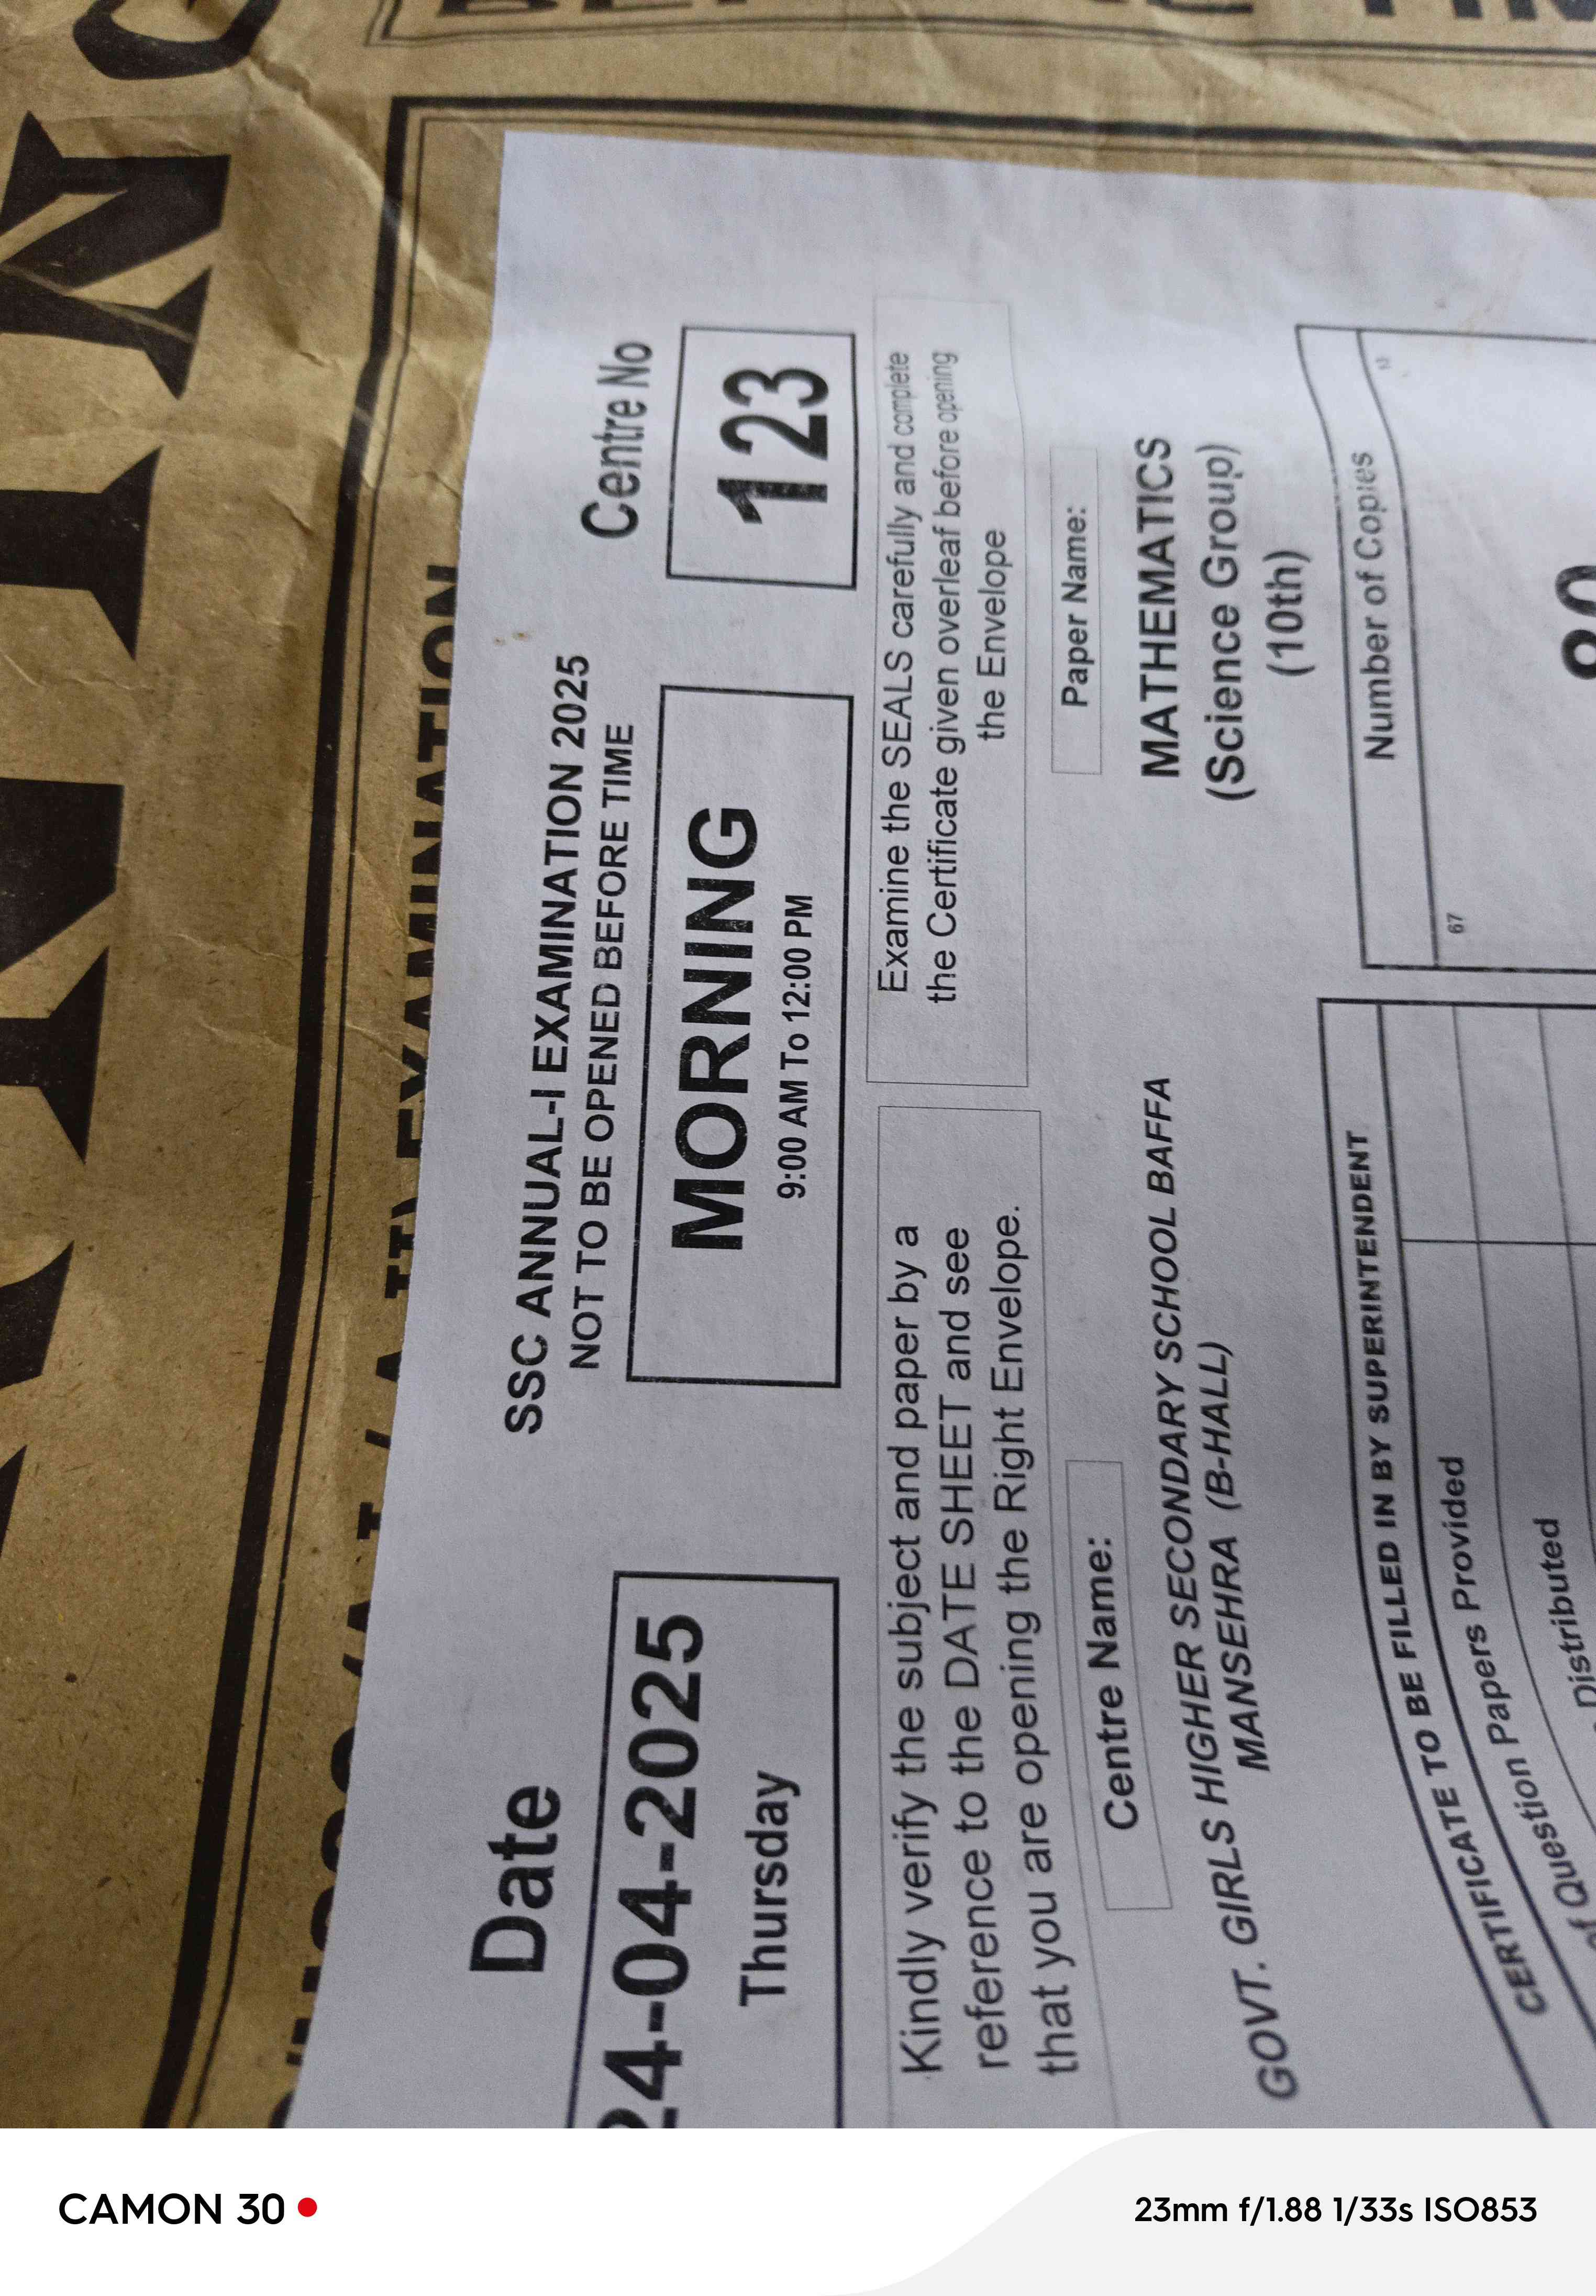 Date
24-04-2025
Thursday
SSC ANNUAL-I EXAMINATION 2025
NOT TO BE OPENED BEFORE TIME
MORNING
9:00 AM To 12:00 PM
Centre No
123
Kindly verify the subject and paper by a
reference to the DATE SHEET and see
that you are opening the Right Envelope.
Examine the SEALS carefully and complete
the Certificate given overleaf before opening
the Envelope
Centre Name:
GOVT. GIRLS HIGHER SECONDARY SCHOOL BAFFA
MANSEHRA (B-HALL)
Paper Name:
MATHEMATICS
(Science Group)
(10th)
CERTIFICATE TO BE FILLED IN BY SUPERINTENDENT
of Question Papers Provided
Distributed
Number of Copies
67
EXAMINATION
CAMON 30
23mm f/1.88 1/33s ISO853